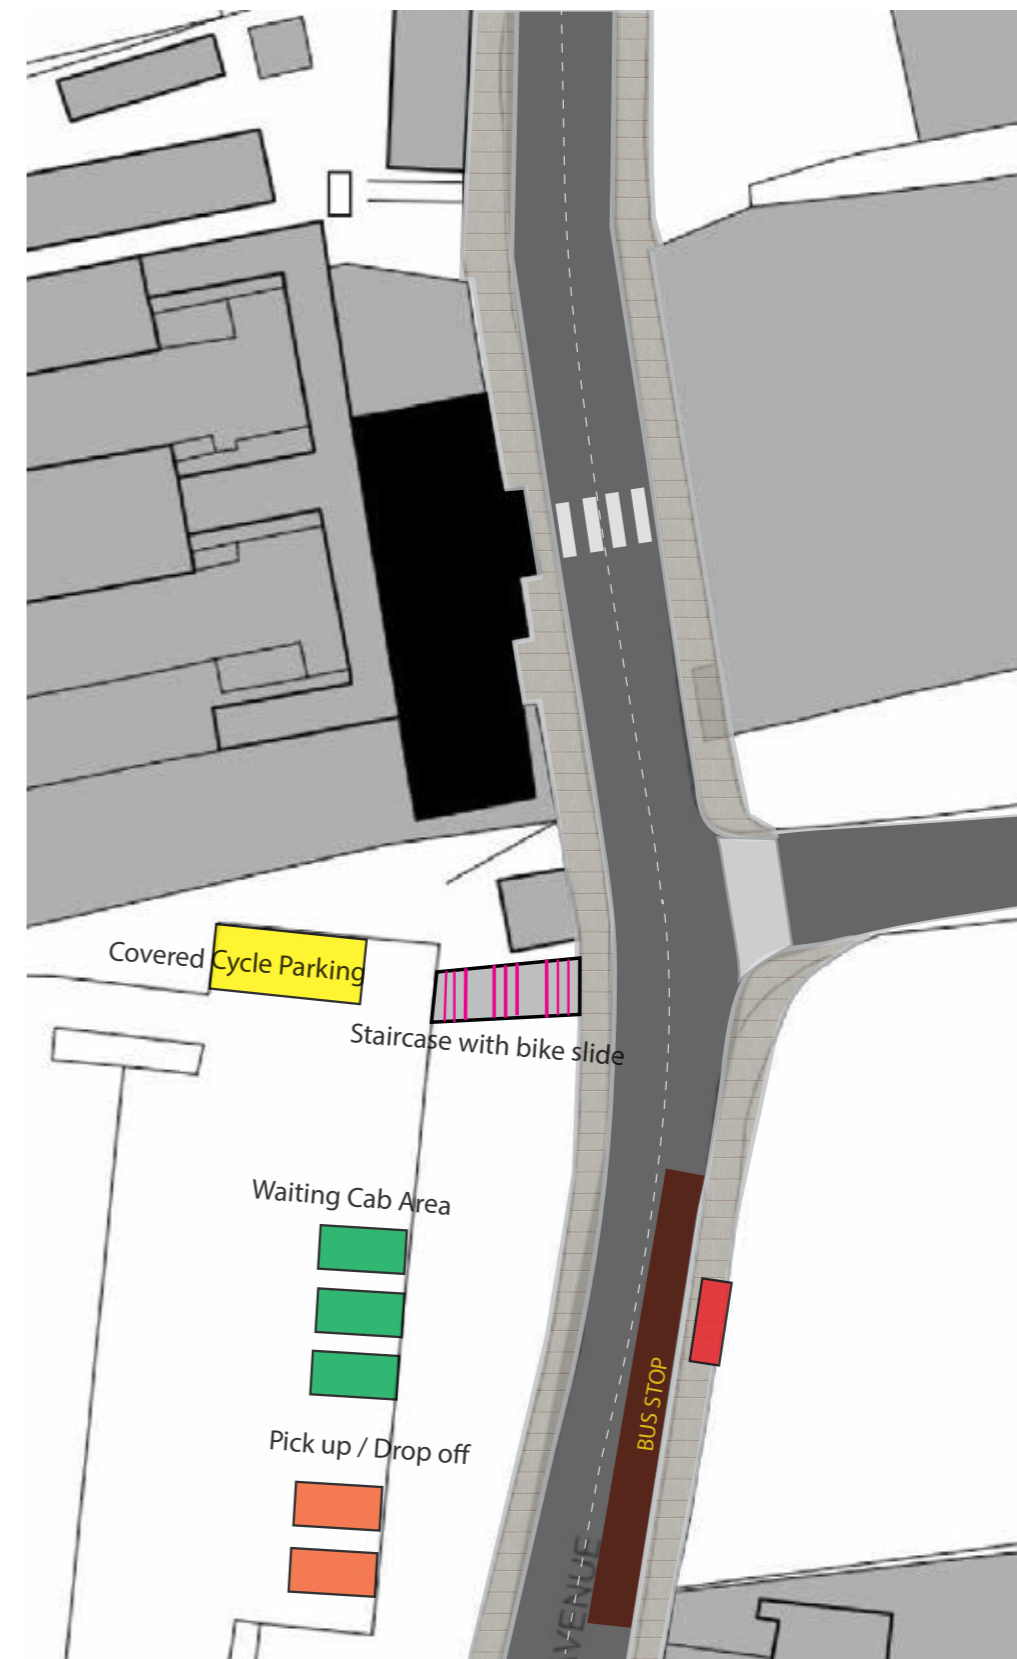 Covered Cycle Parking
Staircase with bike slide
Waiting Cab Area
BUS STOP
Pick up / Drop off
VENUE